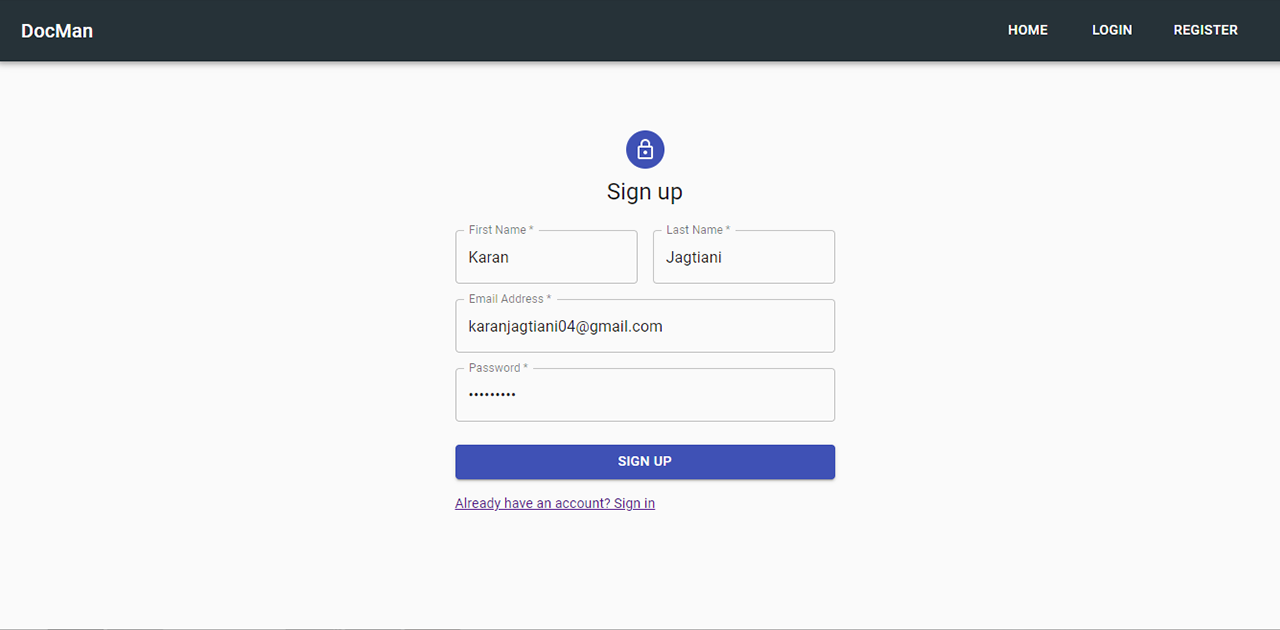 DocMan HOME LOGIN REGISTER
Sign up
First Name * Last Name *
Karan Jagtiani
Email Address *
karanjagtiani04@gmail.com
Password *
•••••••••
SIGN UP
Already have an account? Sign in